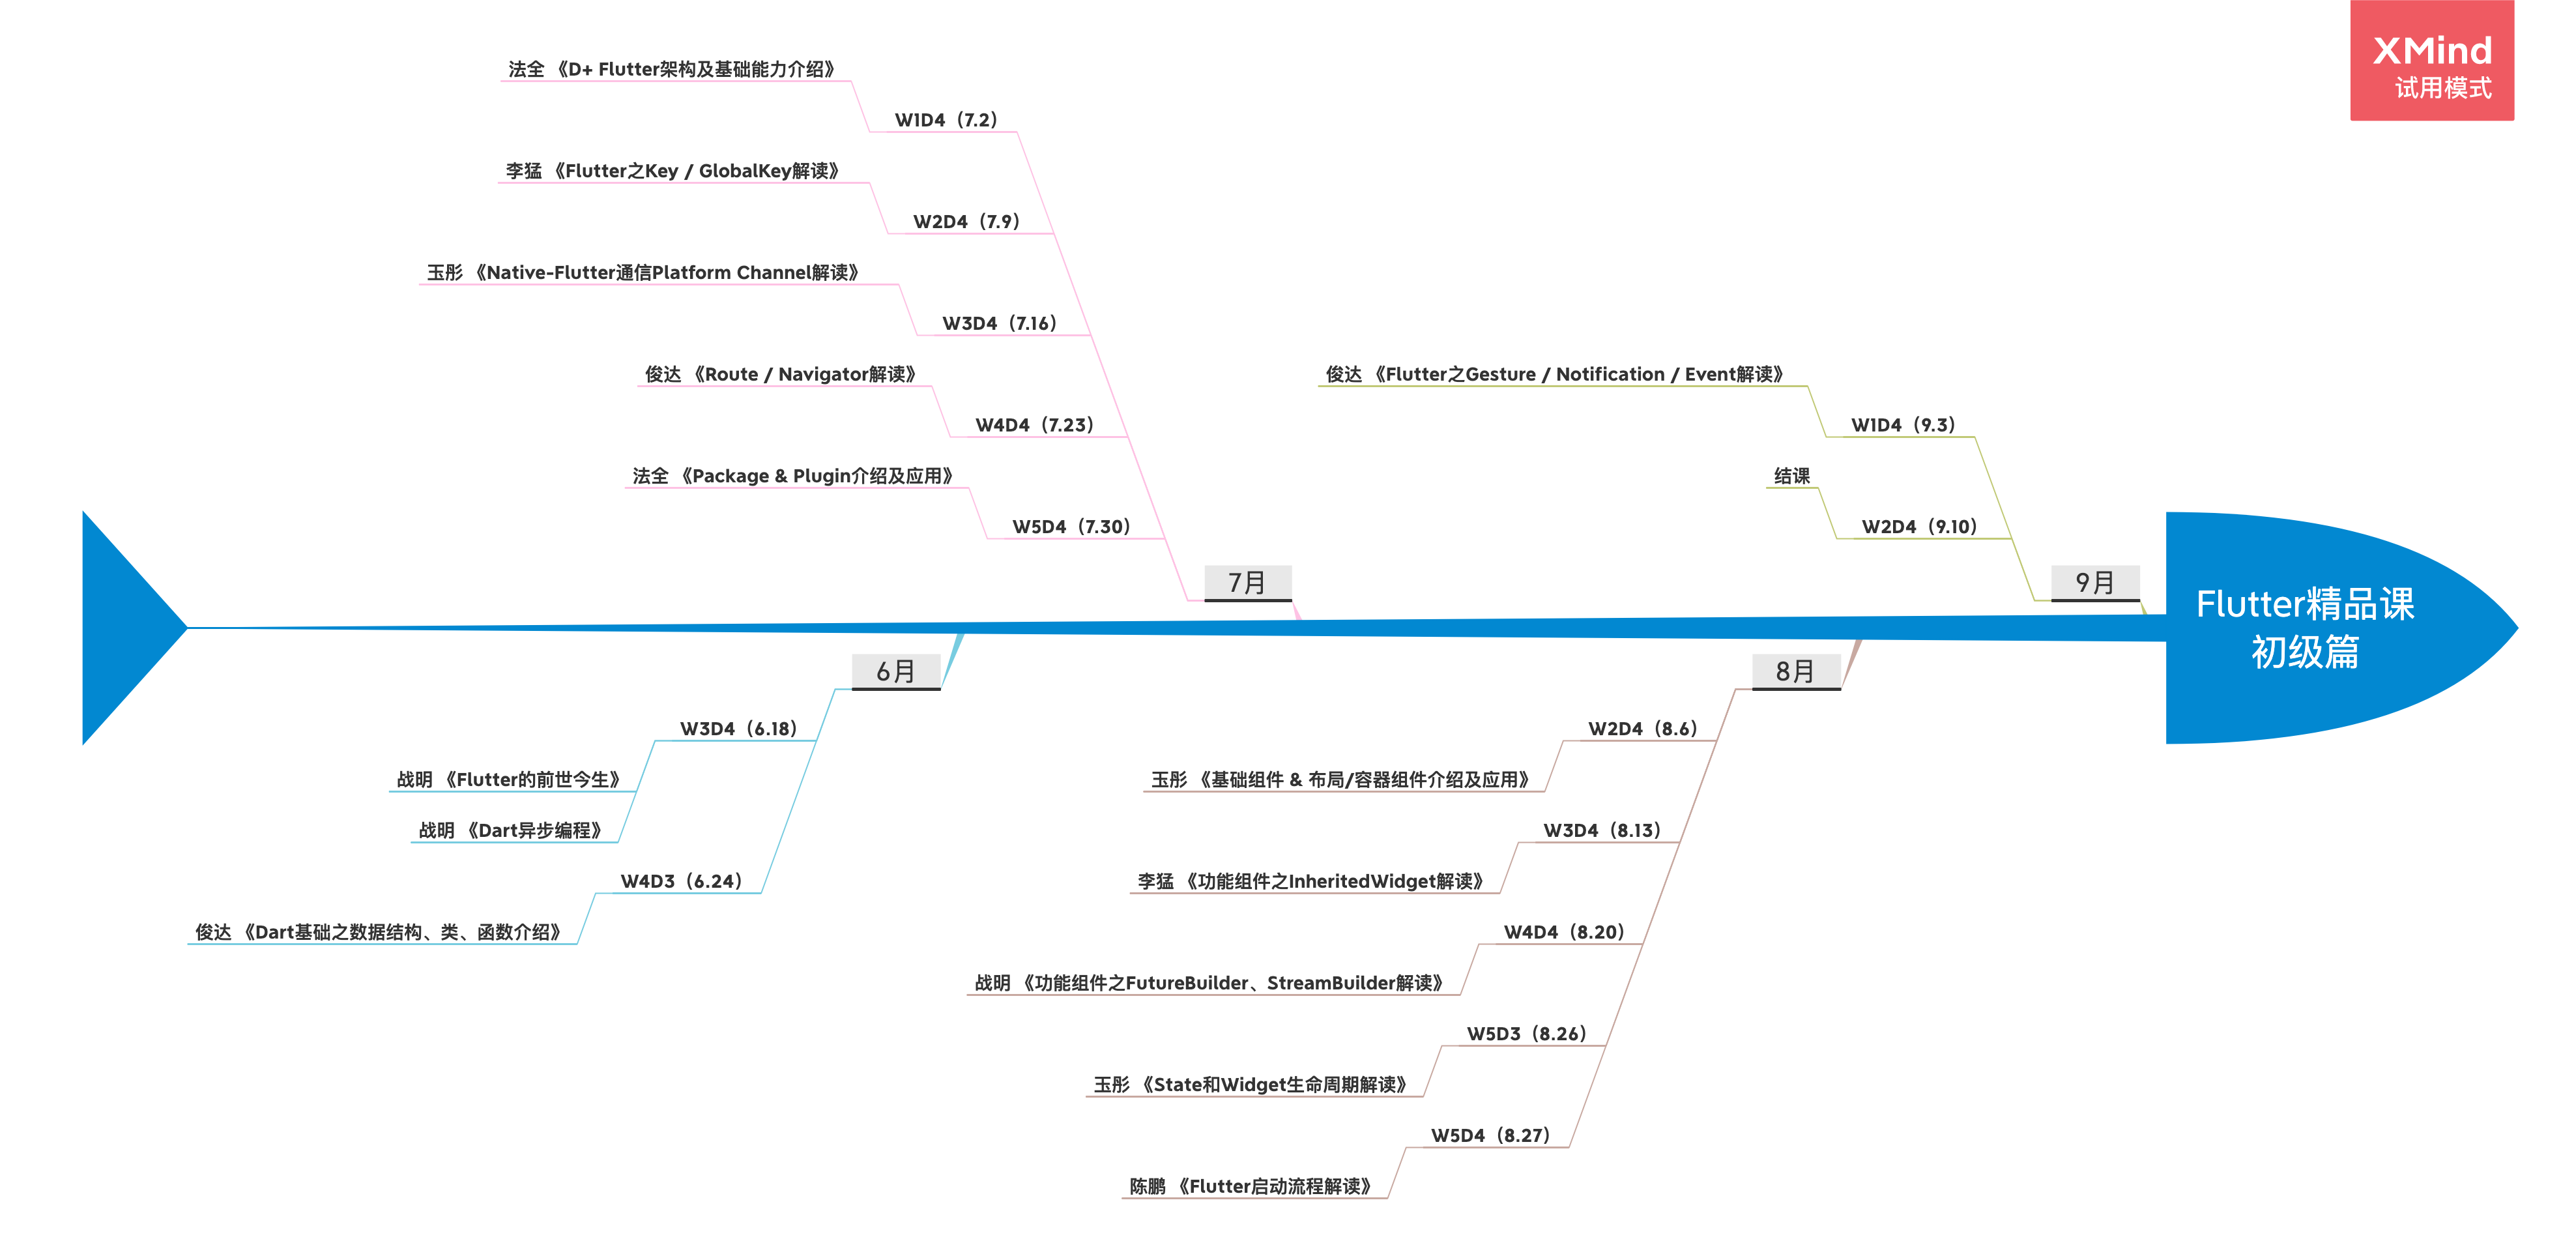 XMind
试用模式
法全 《D+ Flutter架构及基础能力介绍》
W1D4（7.2）
李猛 《Flutter之Key / GlobalKey解读》
W2D4（7.9）
玉彤 《Native-Flutter通信Platform Channel解读》
W3D4（7.16）
俊达 《Route / Navigator解读》
W4D4（7.23）
法全 《Package & Plugin介绍及应用》
W5D4（7.30）
7月
俊达 《Flutter之Gesture / Notification / Event解读》
W1D4（9.3）
结课
W2D4（9.10）
9月
Flutter精品课
初级篇
6月
W3D4（6.18）
战明 《Flutter的前世今生》
战明 《Dart异步编程》
W4D3（6.24）
俊达 《Dart基础之数据结构、类、函数介绍》
8月
W2D4（8.6）
玉彤 《基础组件 & 布局/容器组件介绍及应用》
W3D4（8.13）
李猛 《功能组件之InheritedWidget解读》
W4D4（8.20）
战明 《功能组件之FutureBuilder、StreamBuilder解读》
W5D3（8.26）
玉彤 《State和Widget生命周期解读》
W5D4（8.27）
陈鹏 《Flutter启动流程解读》